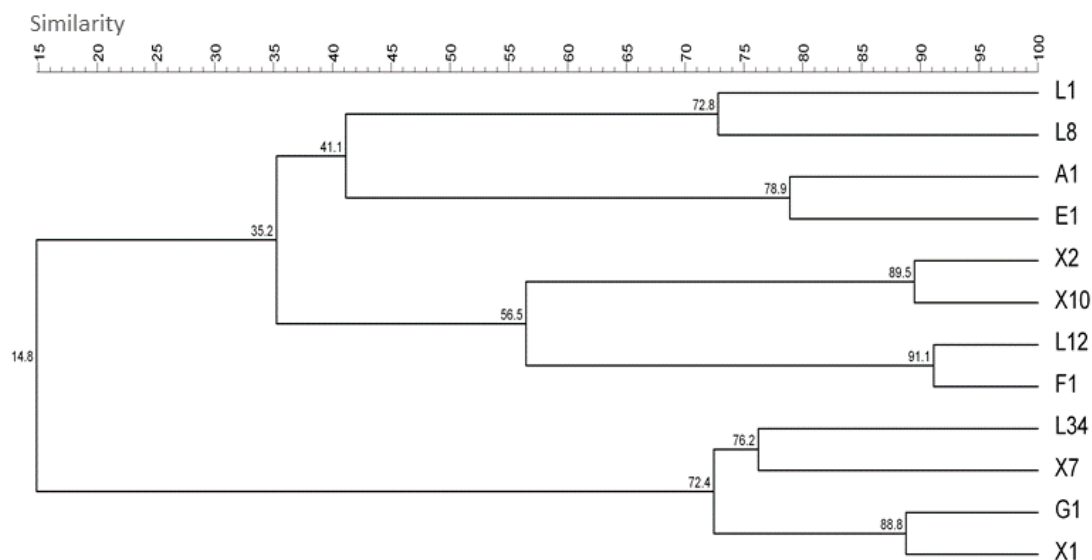 Similarity
15 20 25 30 35 40 45 50 55 60 65 70 75 80 85 90 95 100
L1
72.8
L8
41.1
A1
78.9
E1
35.2
X2
89.5
X10
56.5
L12
91.1
F1
14.8
L34
76.2
X7
72.4
G1
88.8
X1